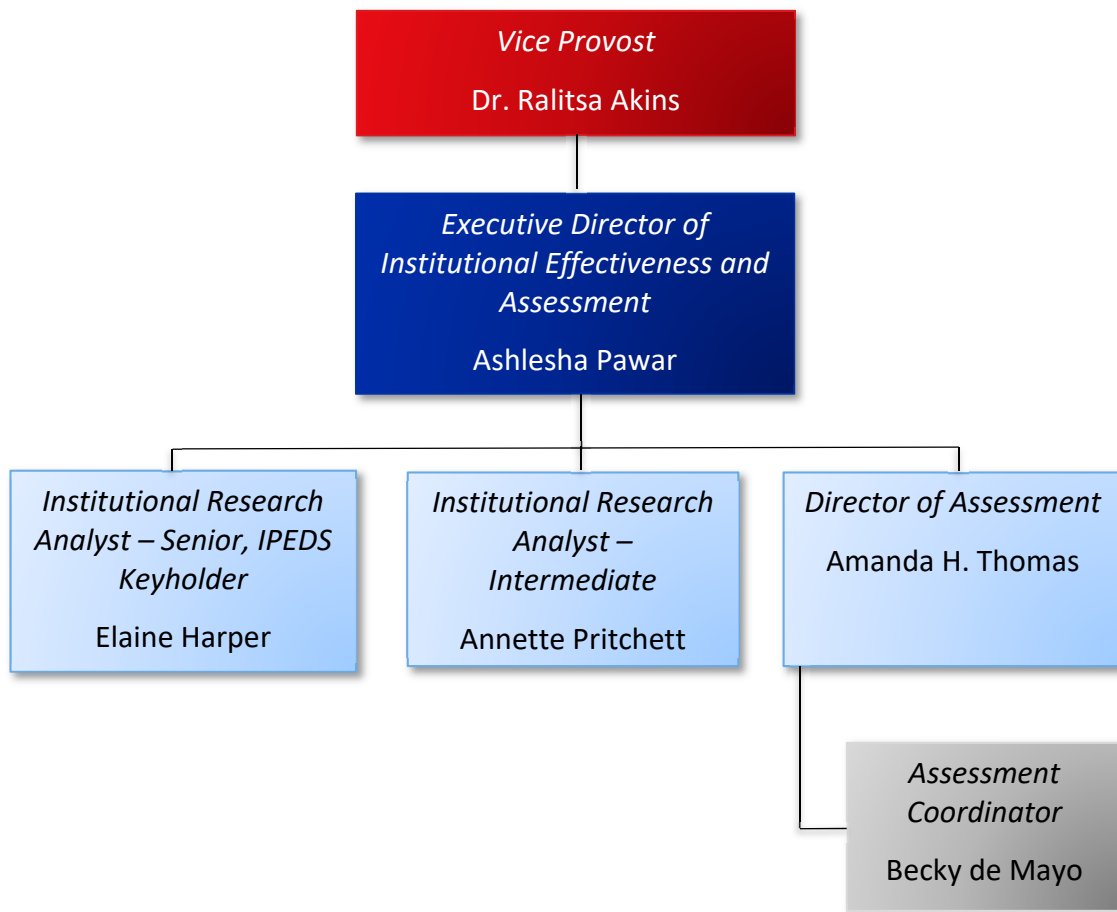 Vice Provost
Dr. Ralitsa Akins
Executive Director of
Institutional Effectiveness and
Assessment
Ashlesha Pawar
Institutional Research
Analyst – Senior, IPEDS
Keyholder
Elaine Harper
Institutional Research
Analyst –
Intermediate
Annette Pritchett
Director of Assessment
Amanda H. Thomas
Assessment
Coordinator
Becky de Mayo